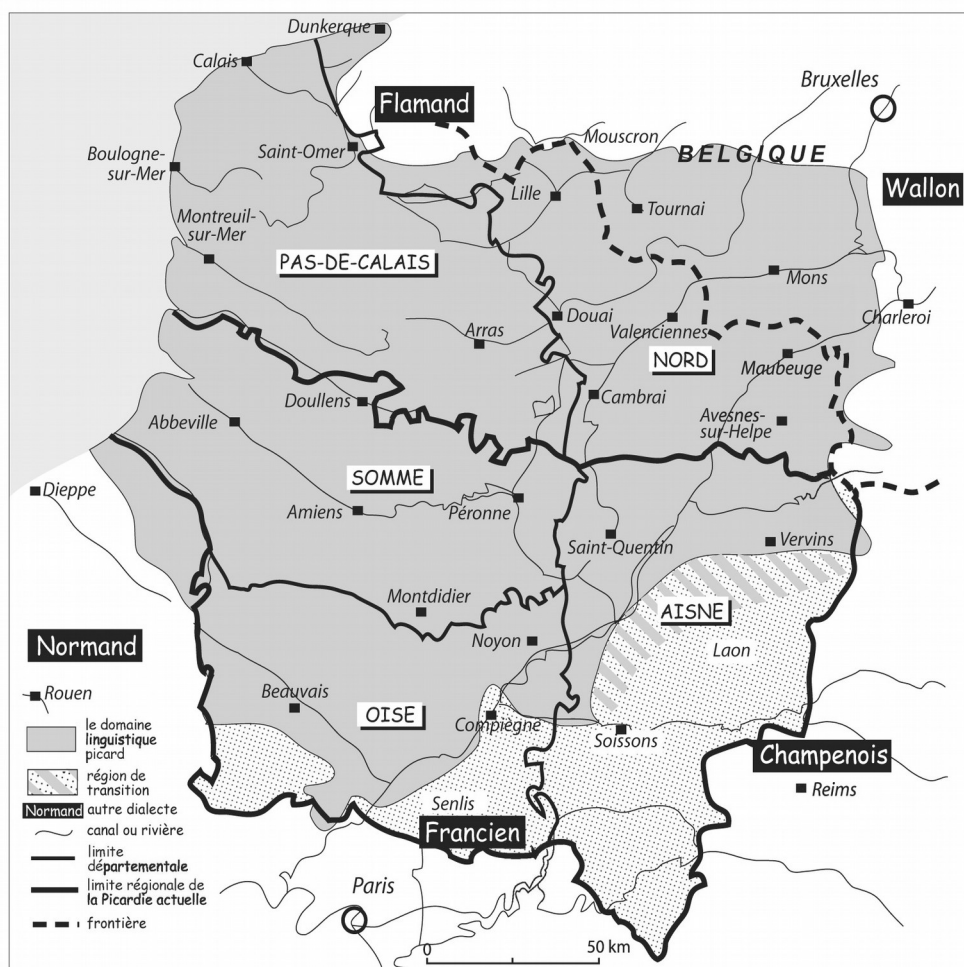 Dunkerque
Calais
Bruxelles
Flamand
Mouscron
Saint-Omer
BELGIQUE
Boulogne-
sur-Mer
Wallon
Lille
Tournai
Montreuil-
sur-Mer
PAS-DE-CALAIS
Mons
Douai
Valenciennes
Charleroi
Arras
NORD
Maubeuge
Doullens
Cambrai
Abbeville
Avesnes-
sur-Helpe
SOMME
Dieppe
Amiens
Péronne
Saint-Quentin
Vervins
Montdidier
AISNE
Noyon
Laon
Normand
Rouen
Beauvais
OISE
Compiègne
Soissons
le domaine
linguistique
picard
Champenois
région de
transition
Reims
Normand autre dialecte
Senlis
canal ou rivière
Francien
limite
départementale
limite régionale de
la Picardie actuelle
Paris
frontière
0 50 km